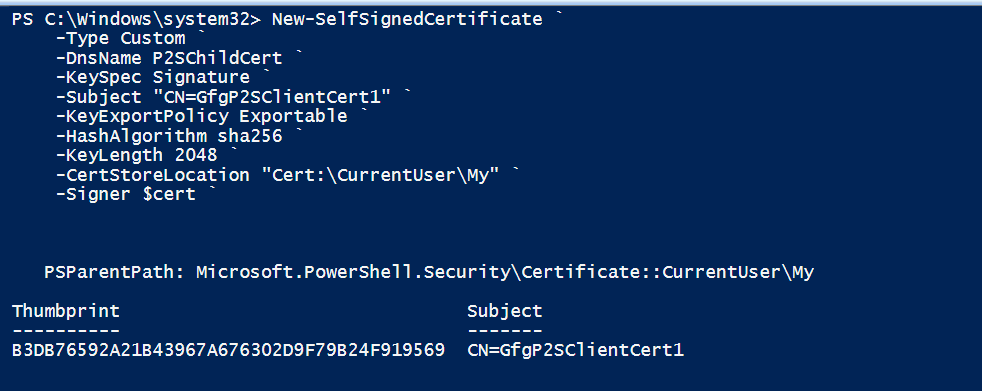 PS C:\Windows\system32> New-SelfSignedCertificate `
-Type Custom `
-DnsName P2SChildCert `
-KeySpec Signature `
-Subject "CN=GfgP2SClientCert1" `
-KeyExportPolicy Exportable `
-HashAlgorithm sha256 `
-KeyLength 2048 `
-CertStoreLocation "Cert:\CurrentUser\My" `
-Signer $cert `
PSParentPath: Microsoft.PowerShell.Security\Certificate::CurrentUser\My
Thumbprint Subject
---------- -------
B3DB76592A21B43967A676302D9F79B24F919569 CN=GfgP2SClientCert1